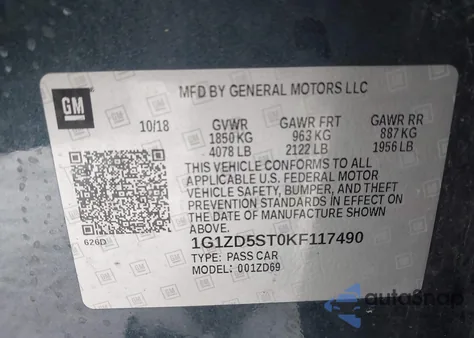 MFD BY GENERAL MOTORS LLC
GM
10/18 GVWR GAWR FRT GAWR RR
1850 KG 963 KG 887 KG
4078 LB 2122 LB 1956 LB
THIS VEHICLE CONFORMS TO ALL
APPLICABLE U.S. FEDERAL MOTOR
VEHICLE SAFETY, BUMPER, AND THEFT
PREVENTION STANDARDS IN EFFECT ON
THE DATE OF MANUFACTURE SHOWN
ABOVE.
626D
1G1ZD5ST0KF117490
TYPE: PASS CAR
MODEL: 001ZD69
autosnap